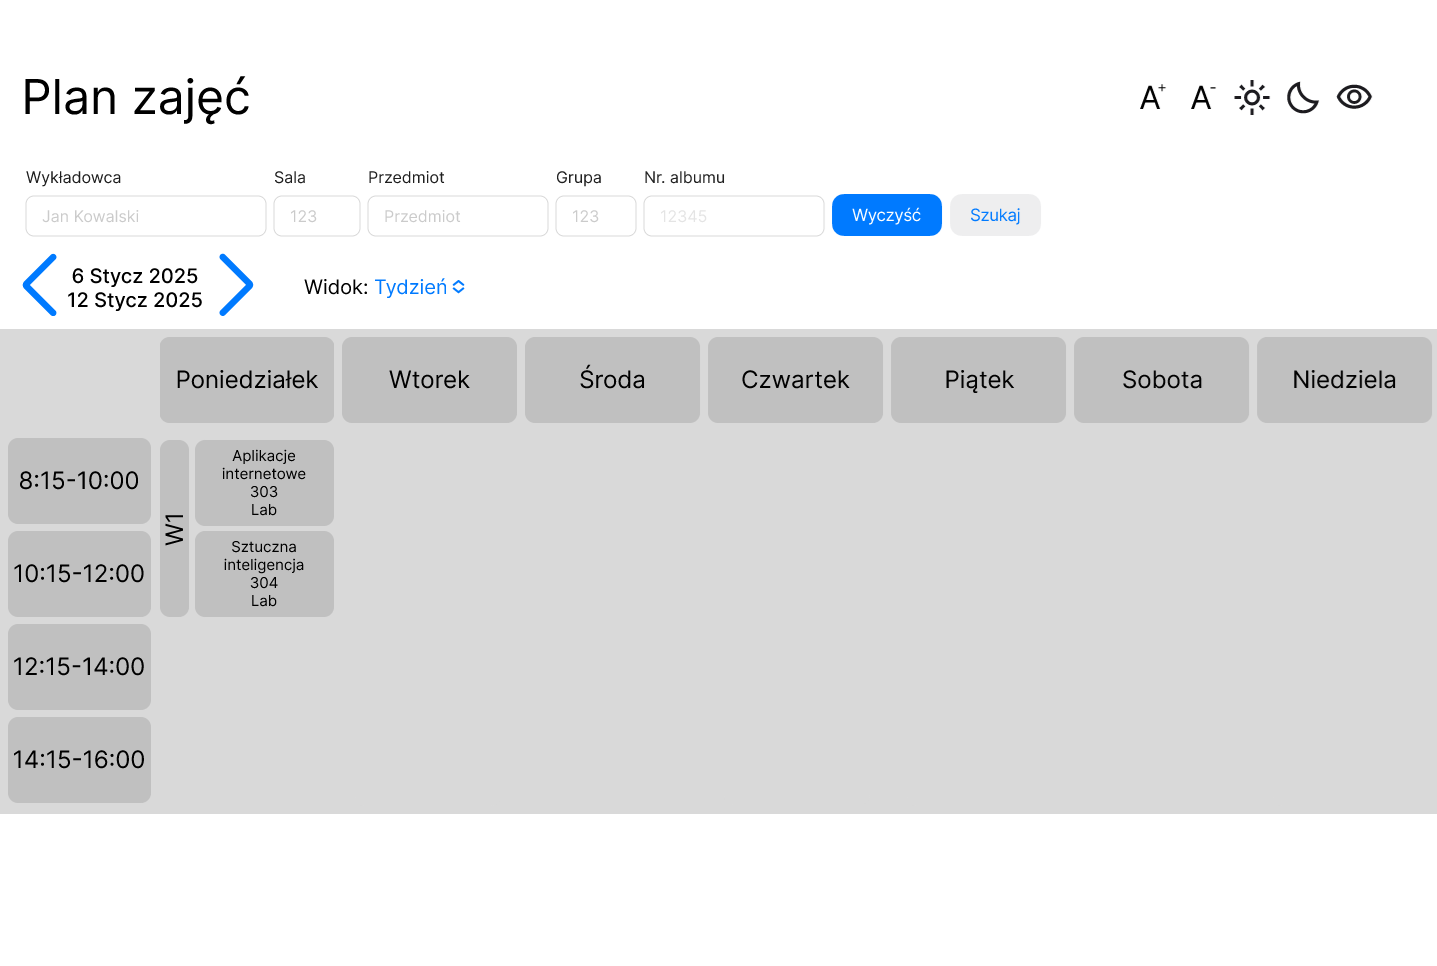 Plan zajęć
A+
A-
Wykładowca
Sala
Przedmiot
Grupa
Nr. albumu
Jan Kowalski
123
Przedmiot
123
12345
Wyczyść
Szukaj
6 Stycz 2025
12 Stycz 2025
Widok: Tydzień
Poniedziałek
Wtorek
Środa
Czwartek
Piątek
Sobota
Niedziela
8:15-10:00
W1
Aplikacje
internetowe
303
Lab
10:15-12:00
Sztuczna
inteligencja
304
Lab
12:15-14:00
14:15-16:00